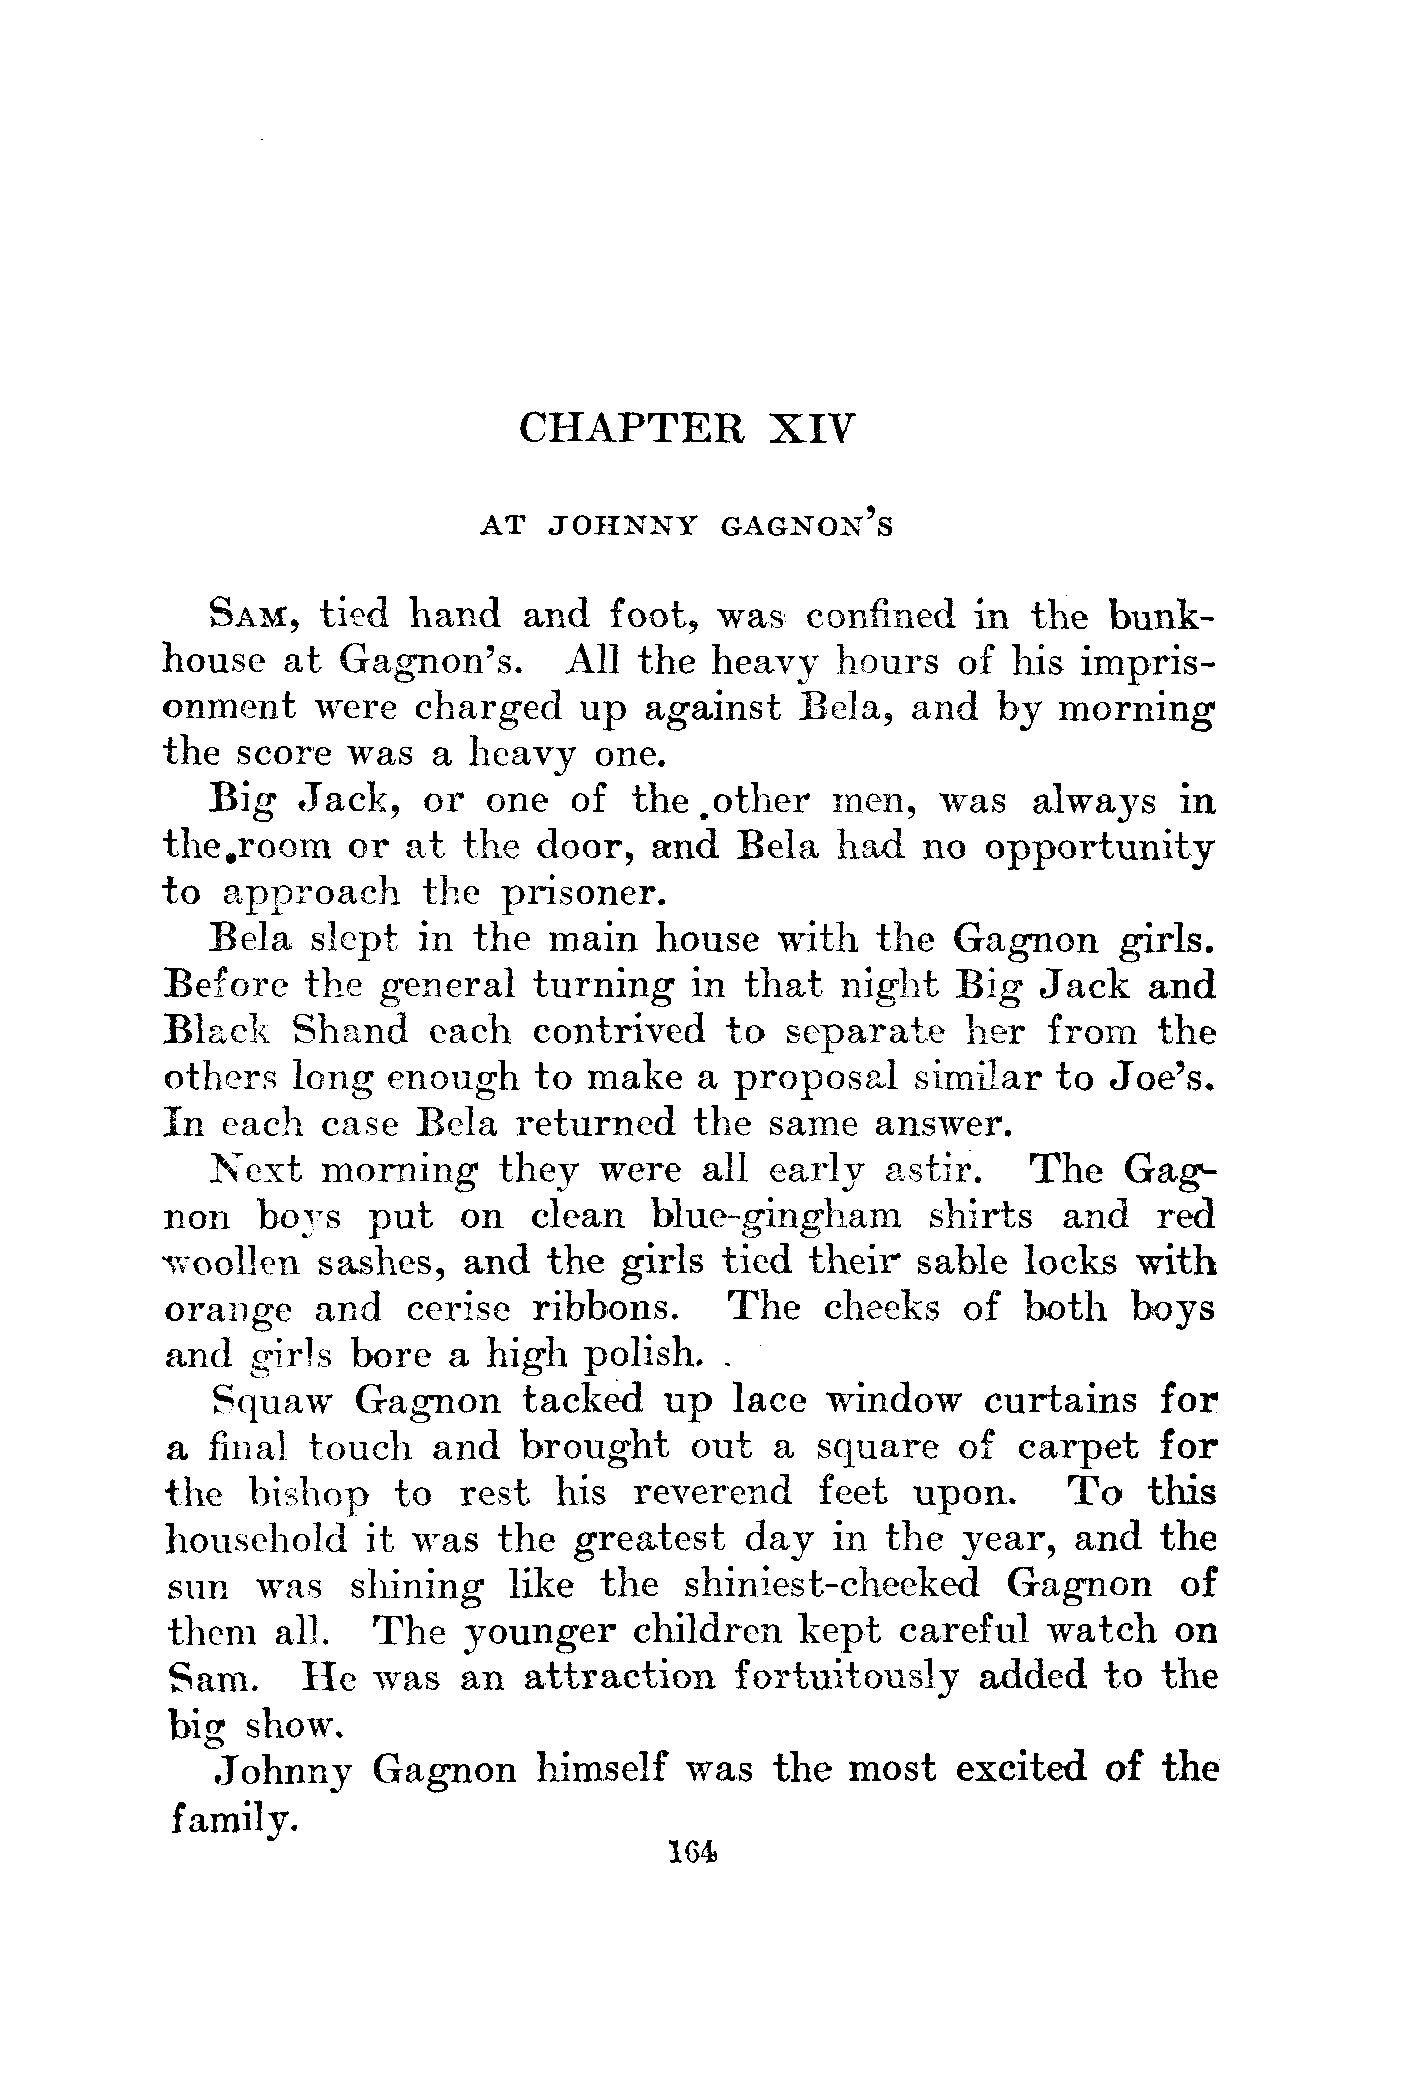 CHAPTER XIV
AT JOHNNY GAGNON'S
SAM, tied hand and foot, was confined in the bunk-
house at Gagnon's. All the heavy hours of his impris-
onment were charged up against Bela, and by morning
the score was a heavy one.
Big Jack, or one of the other men, was always in
the room or at the door, and Bela had no opportunity
to approach the prisoner.
Bela slept in the main house with the Gagnon girls.
Before the general turning in that night Big Jack and
Black Shand each contrived to separate her from the
others long enough to make a proposal similar to Joe's.
In each case Bela returned the same answer.
Next morning they were all early astir. The Gag-
non boys put on clean blue-gingham shirts and red
woollen sashes, and the girls tied their sable locks with
orange and cerise ribbons. The cheeks of both boys
and girls bore a high polish.
Squaw Gagnon tacked up lace window curtains for
a final touch and brought out a square of carpet for
the bishop to rest his reverend feet upon. To this
household it was the greatest day in the year, and the
sun was shining like the shiniest-cheeked Gagnon of
them all. The younger children kept careful watch on
Sam. He was an attraction fortuitously added to the
big show.
Johnny Gagnon himself was the most excited of the
family.
164